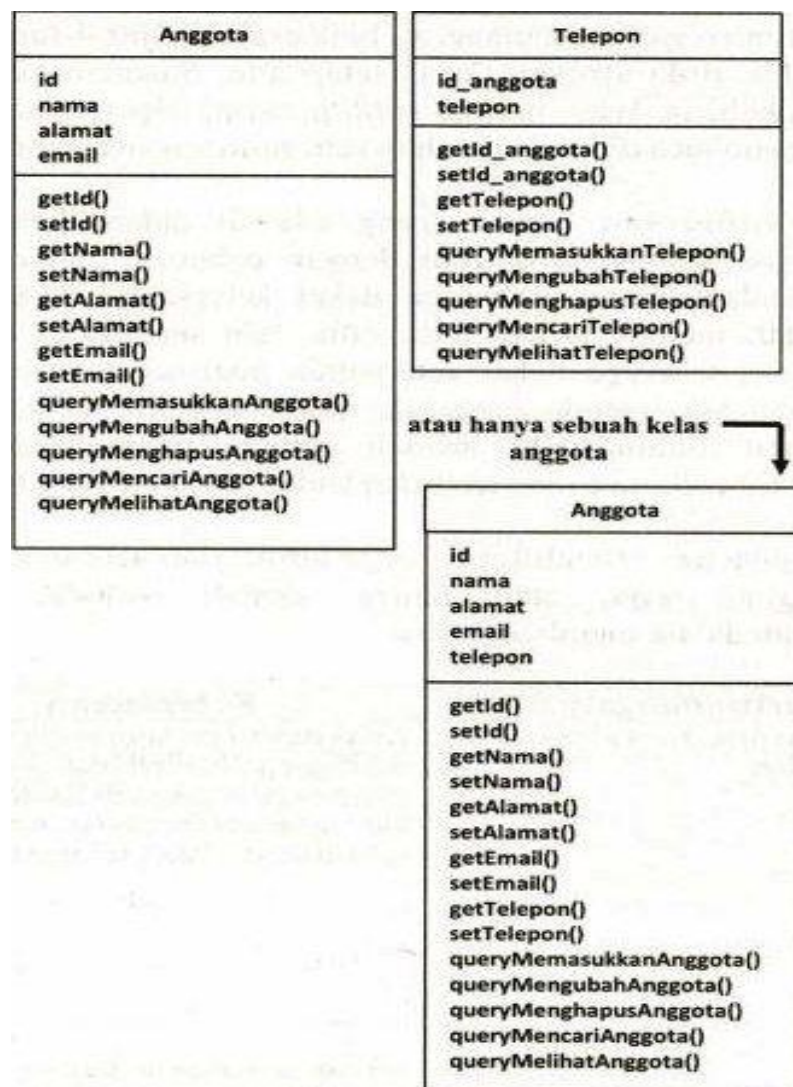 Anggota
id
nama
alamat
email
getId()
setId()
getNama()
setNama()
getAlamat()
setAlamat()
getEmail()
setEmail()
queryMemasukkanAnggota()
queryMengubahAnggota()
queryMenghapusAnggota()
queryMencariAnggota()
queryMelihatAnggota()
Telepon
id_anggota
telepon
getId_anggota()
setId_anggota()
getTelepon()
setTelepon()
queryMemasukkanTelepon()
queryMengubahTelepon()
queryMenghapusTelepon()
queryMencariTelepon()
queryMelihatTelepon()
atau hanya sebuah kelas
anggota
Anggota
id
nama
alamat
email
telepon
getId()
setId()
getNama()
setNama()
getAlamat()
setAlamat()
getEmail()
setEmail()
getTelepon()
setTelepon()
queryMemasukkanAnggota()
queryMengubahAnggota()
queryMenghapusAnggota()
queryMencariAnggota()
queryMelihatAnggota()